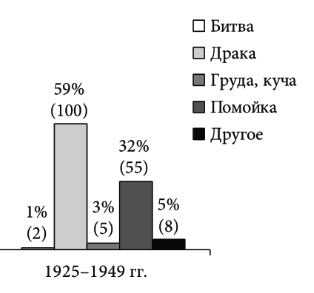 Битва
Драка
Груда, куча
Помойка
Другое
59%
(100)
32%
(55)
1%
(2)
3%
(5)
5%
(8)
1925–1949 гг.